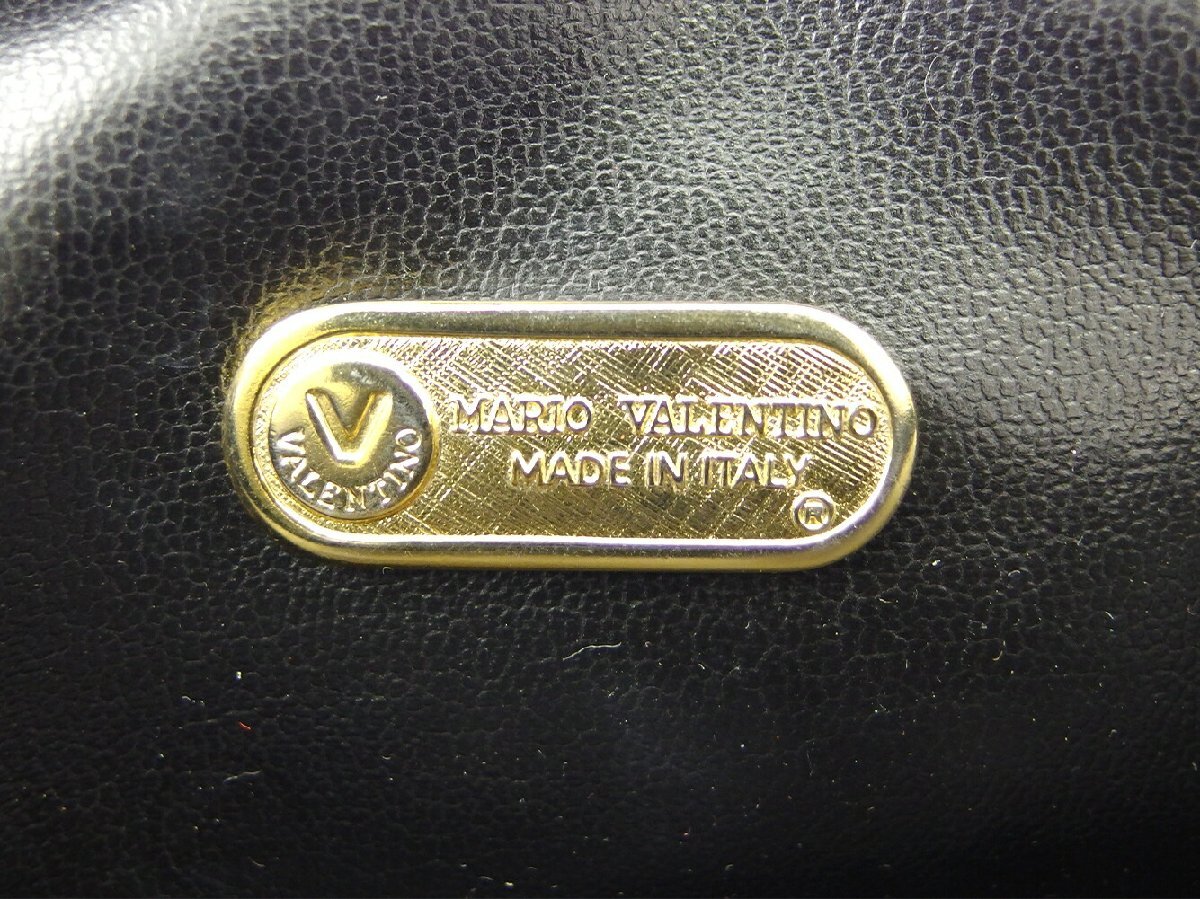 V
VALENTINO
MARIO VALENTINO
MADE IN ITALY
®